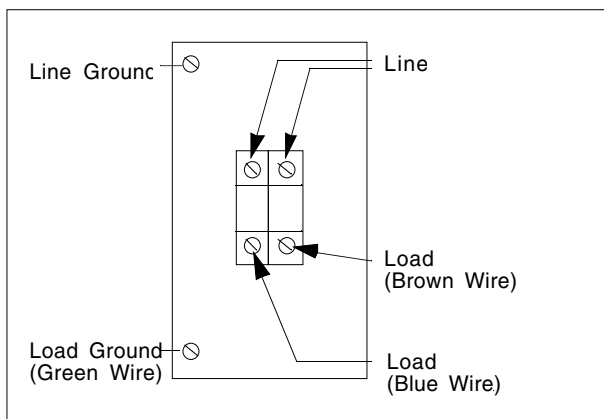 Line Ground
Line
Load
(Brown Wire)
Load Ground
(Green Wire)
Load
(Blue Wire)